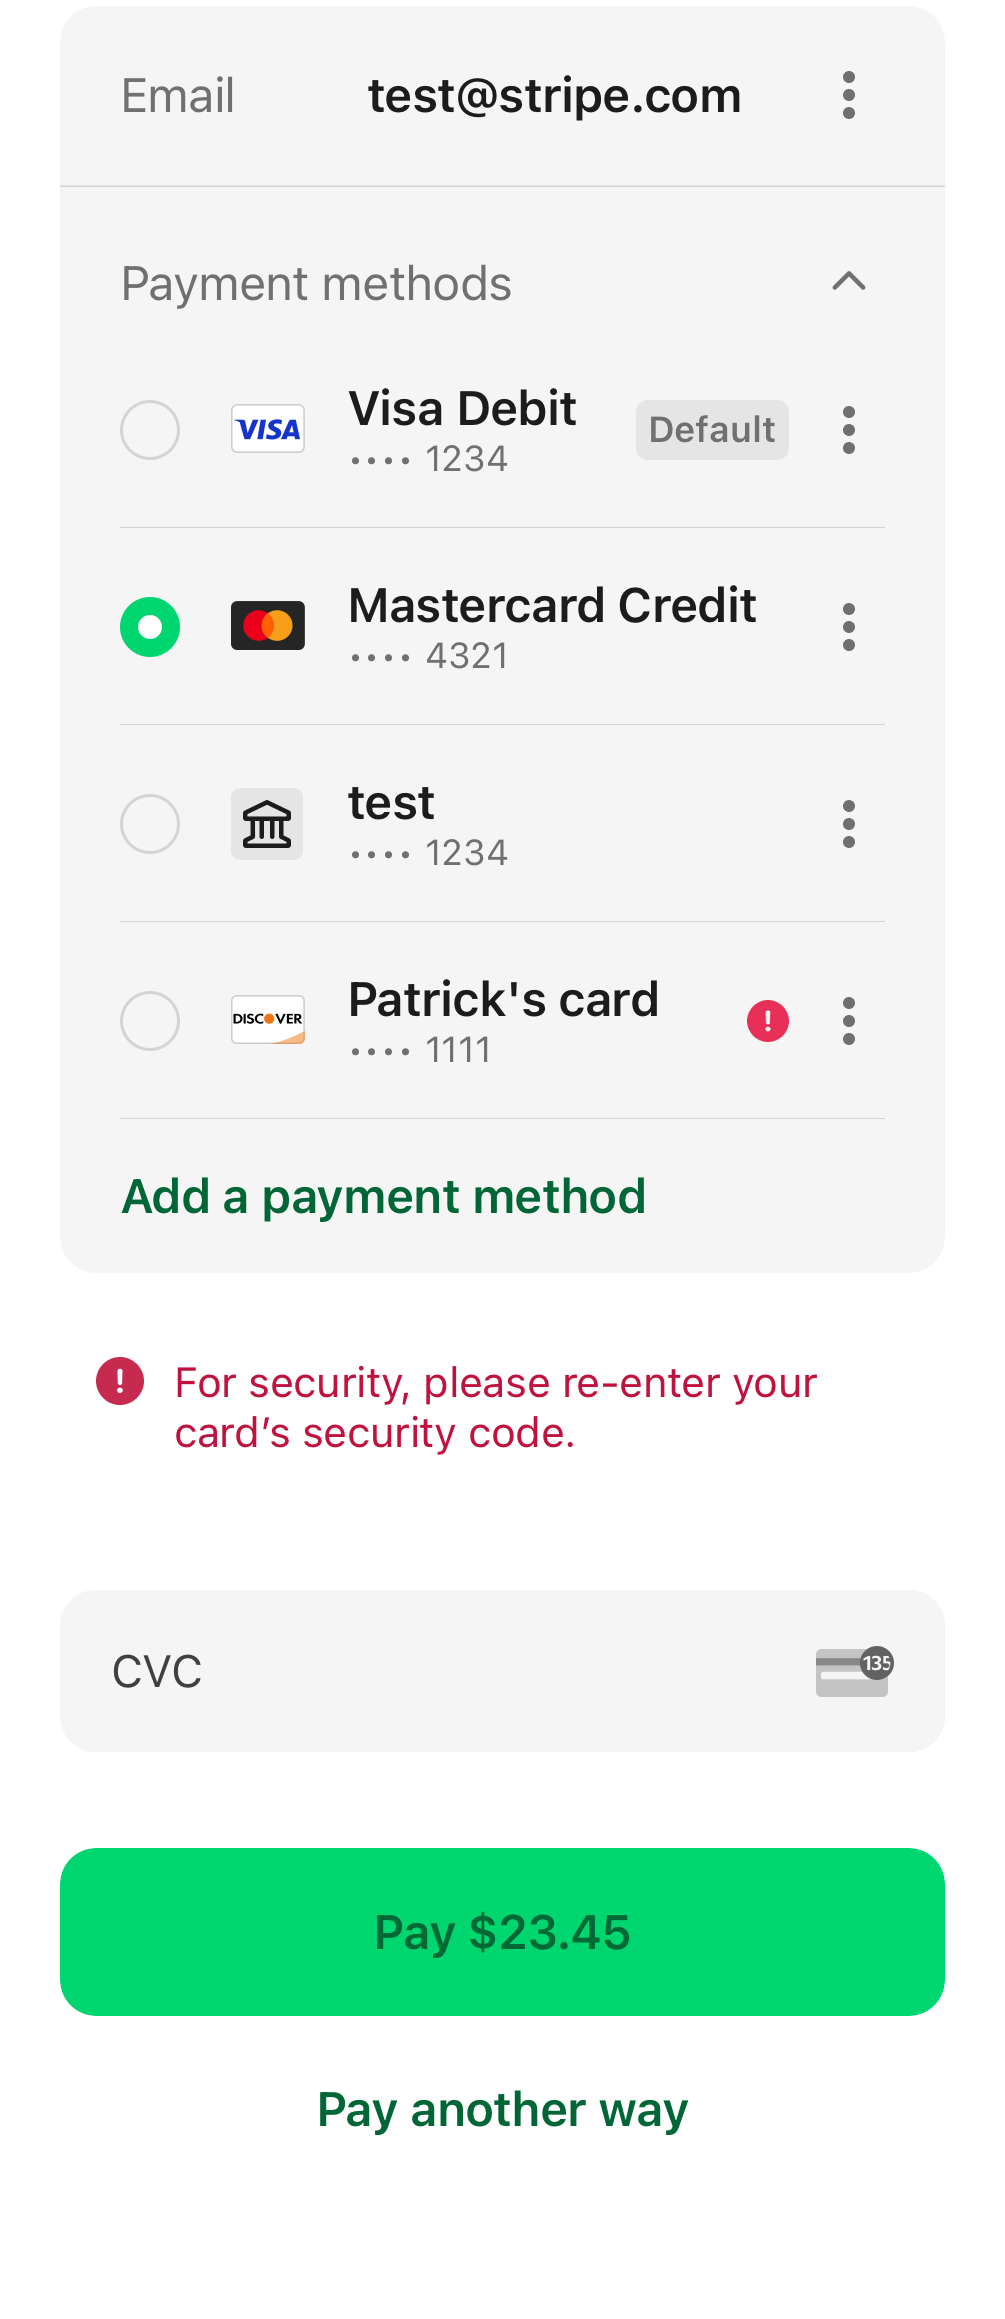 Email test@stripe.com
Payment methods
VISA Visa Debit Default
•••• 1234
Mastercard Credit
•••• 4321
test
•••• 1234
DISCOVER Patrick's card
•••• 1111
Add a payment method
For security, please re-enter your
card’s security code.
CVC 135
Pay $23.45
Pay another way